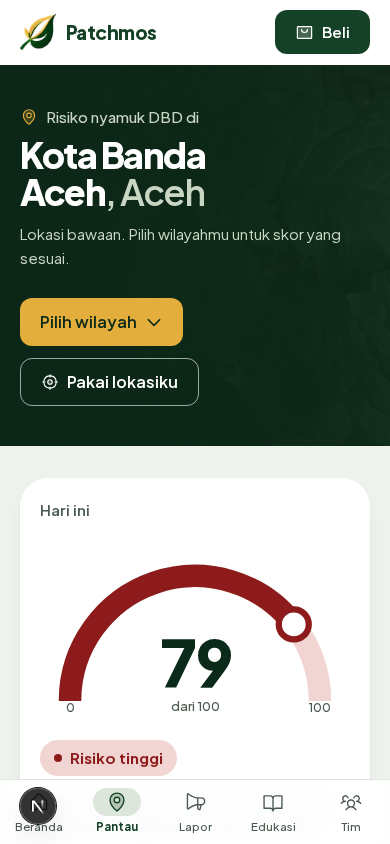 Patchmos
Beli
Risiko nyamuk DBD di
Kota Banda
Aceh, Aceh
Lokasi bawaan. Pilih wilayahmu untuk skor yang
sesuai.
Pilih wilayah
Pakai lokasiku
Hari ini
79
0
dari 100
100
Risiko tinggi
N
Beranda
Pantau
Lapor
Edukasi
Tim